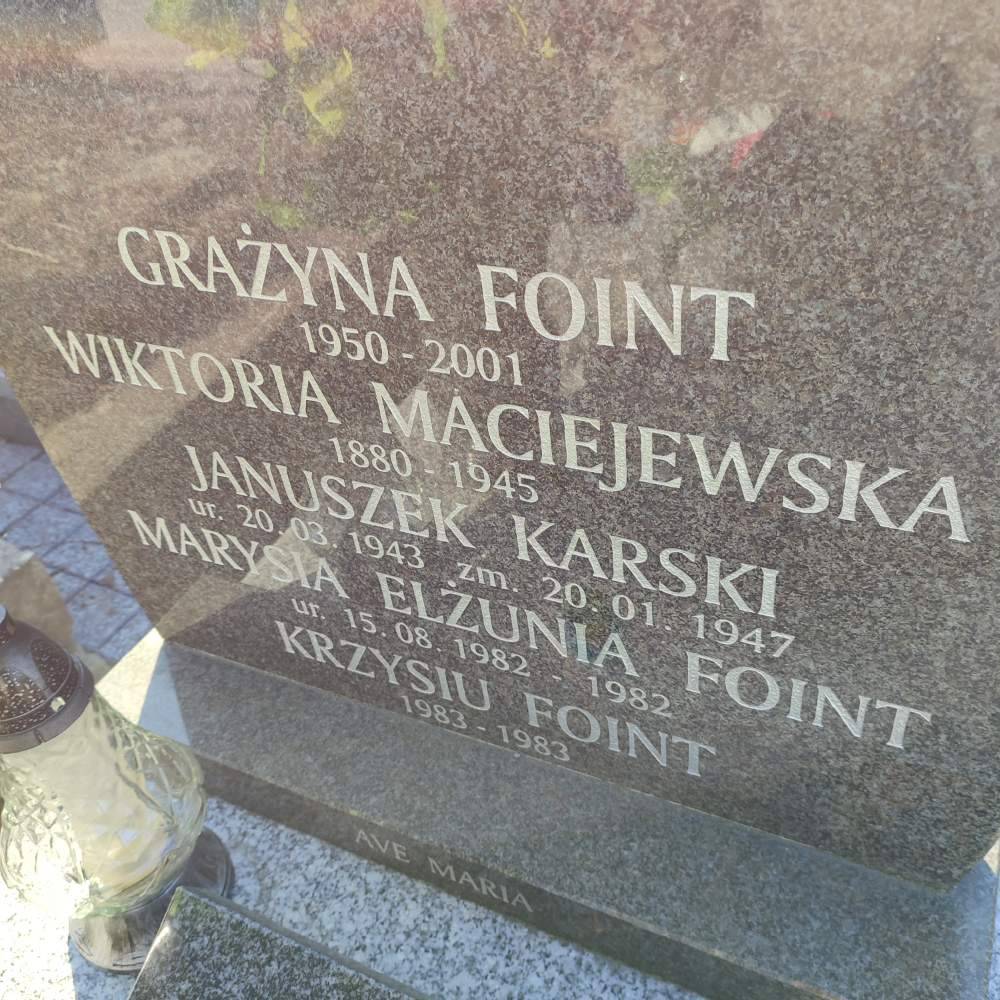 GRAŻYNA FOINT
1950 - 2001
WIKTORIA MACIEJEWSKA
1880 - 1945
JANUSZEK KARSKI
ur. 20. 03. 1943 zm. 20. 01. 1947
MARYSIA ELŻUNIA FOINT
ur. 15. 08. 1982 - 1982
KRZYSIU FOINT
1983 - 1983
AVE MARIA